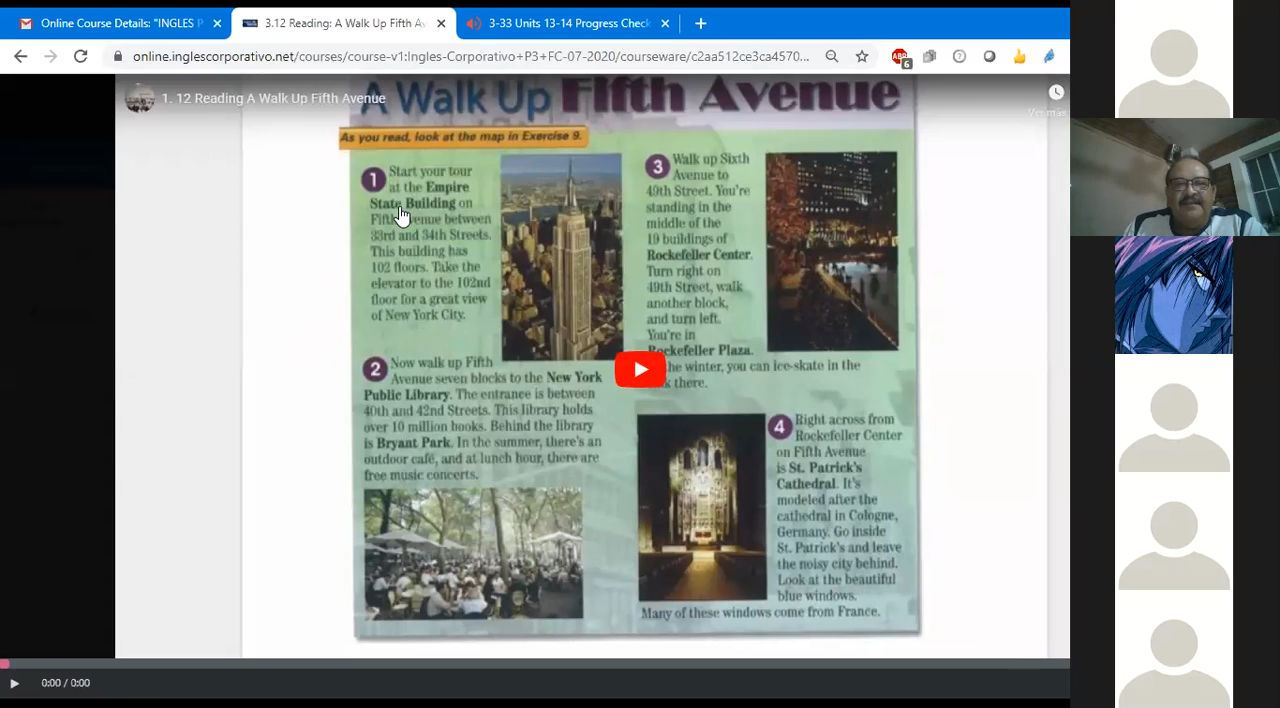 Online Course Details: "INGLES P
3.12 Reading: A Walk Up Fifth Av
3-33 Units 13-14 Progress Check
online.inglescorporativo.net/courses/course-v1:Ingles-Corporativo+P3+FC-07-2020/courseware/c2aa512ce3ca4570...
6
A Walk Up Fifth Avenue
1. 12 Reading A Walk Up Fifth Avenue
Ver más
As you read, look at the map in Exercise 9.
1
Start your tour
at the Empire
State Building on
Fifth Avenue between
33rd and 34th Streets.
This building has
102 floors. Take the
elevator to the 102nd
floor for a great view
of New York City.
2
Now walk up Fifth
Avenue seven blocks to the New York
Public Library. The entrance is between
40th and 42nd Streets. This library holds
over 10 million books. Behind the library
is Bryant Park. In the summer, there's an
outdoor café, and at lunch hour, there are
free music concerts.
3
Walk up Sixth
Avenue to
49th Street. You're
standing in the
middle of the
19 buildings of
Rockefeller Center.
Turn right on
49th Street, walk
another block,
and turn left.
You're in
Rockefeller Plaza.
the winter, you can ice-skate in the
there.
4
Right across from
Rockefeller Center
on Fifth Avenue
is St. Patrick's
Cathedral. It's
modeled after the
cathedral in Cologne,
Germany. Go inside
St. Patrick's and leave
the noisy city behind.
Look at the beautiful
blue windows.
Many of these windows come from France.
0:00 / 0:00